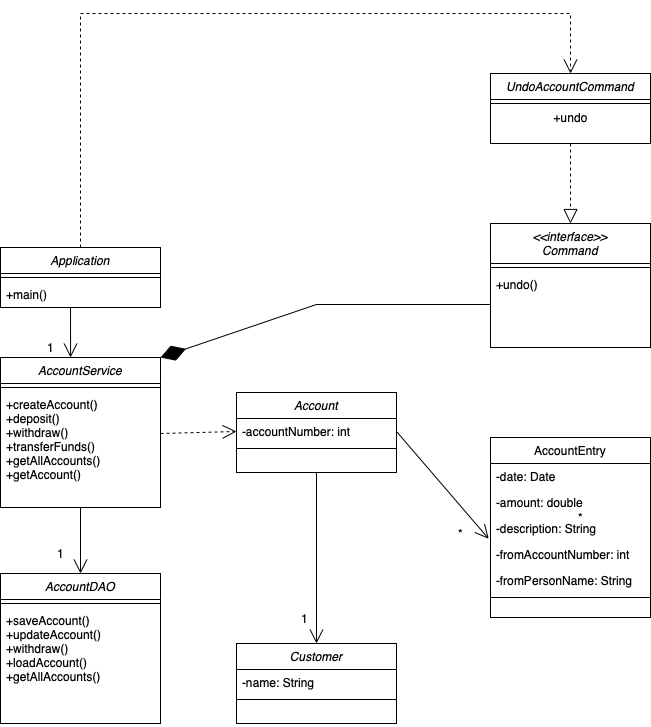 UndoAccountCommand
+undo
<<interface>>
Command
+undo()
Application
+main()
1
AccountService
+createAccount()
+deposit()
+withdraw()
+transferFunds()
+getAllAccounts()
+getAccount()
Account
-accountNumber: int
AccountEntry
-date: Date
-amount: double
*
-description: String
-fromAccountNumber: int
-fromPersonName: String
*
1
AccountDAO
+saveAccount()
+updateAccount()
+withdraw()
+loadAccount()
+getAllAccounts()
1
Customer
-name: String